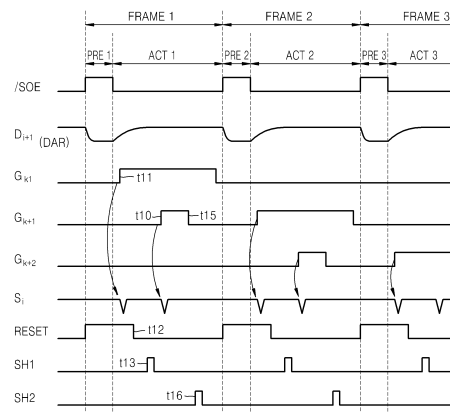 FRAME 1 FRAME 2 FRAME 3
PRE 1 ACT 1 PRE 2 ACT 2 PRE 3 ACT 3
/SOE
Di+1 (DAR)
Gk1 t11
Gk+1 t10 t15
Gk+2
Si
RESET t12
SH1 t13
SH2 t16